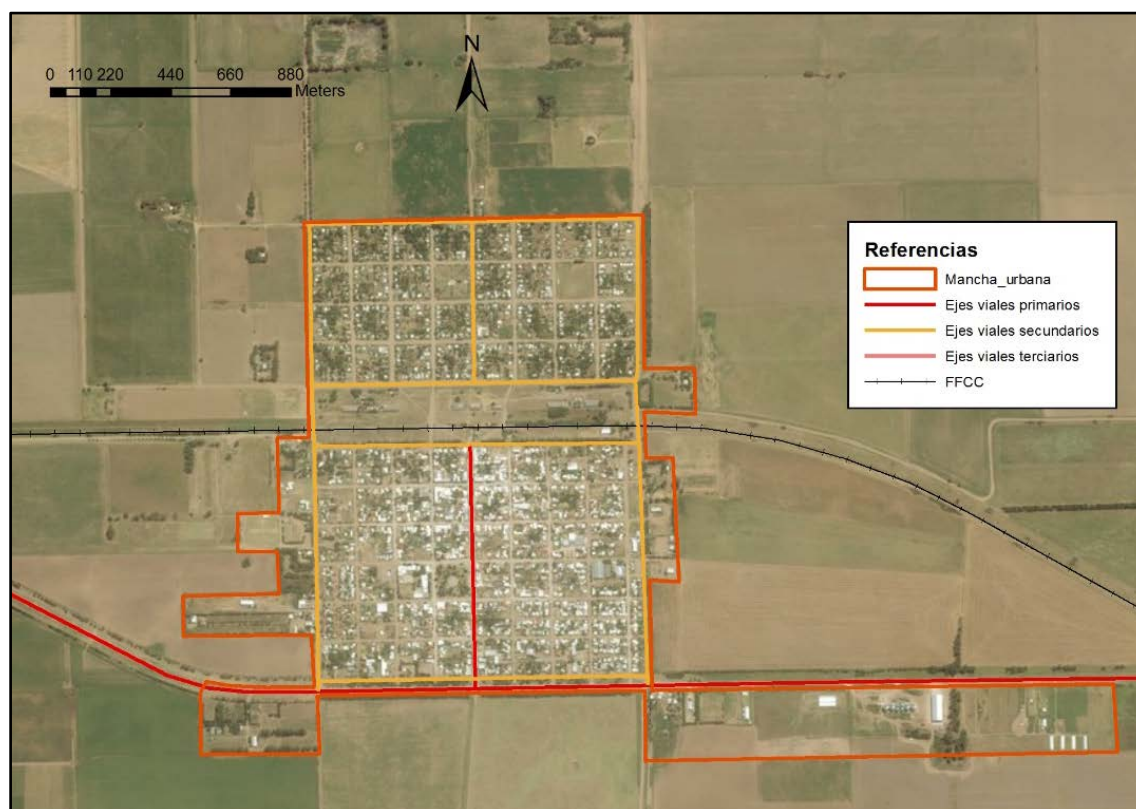 N
0 110 220 440 660 880
Meters
Referencias
Mancha_urbana
Ejes viales primarios
Ejes viales secundarios
Ejes viales terciarios
FFCC